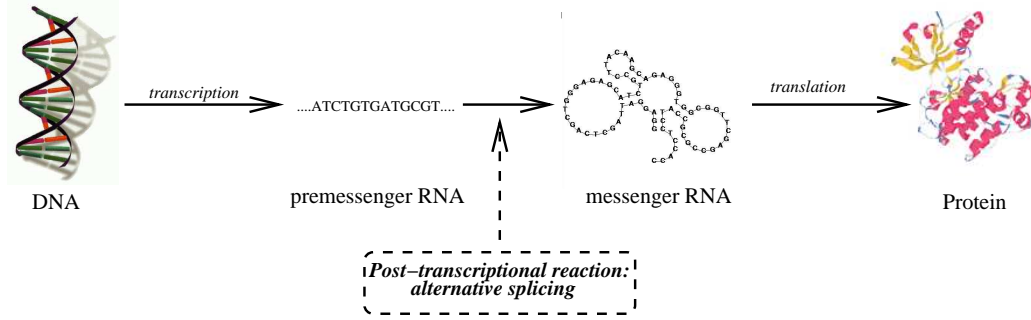 transcription
....ATCTGTGATGCGT....
translation
DNA
premessenger RNA
messenger RNA
Protein
Post-transcriptional reaction:
alternative splicing